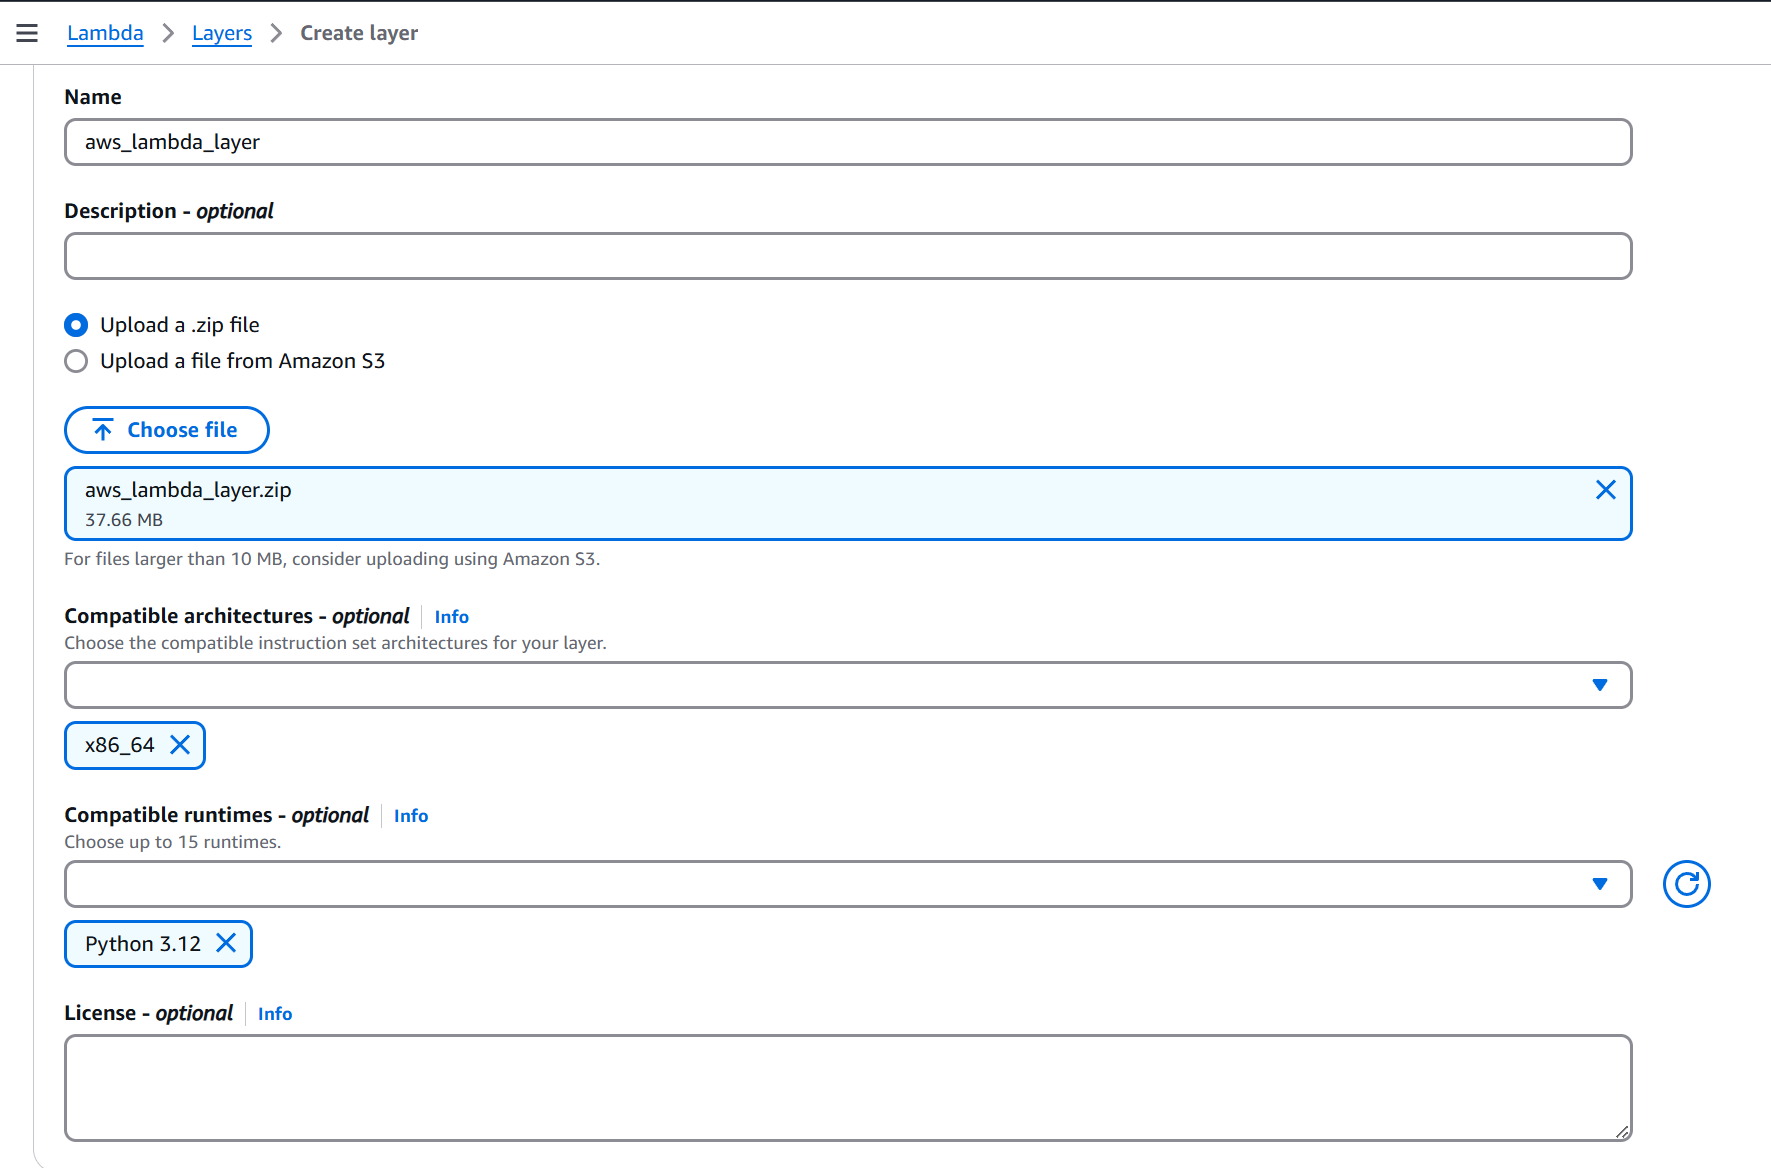 Lambda > Layers > Create layer
Name
aws_lambda_layer
Description - optional
Upload a .zip file
Upload a file from Amazon S3
Choose file
aws_lambda_layer.zip
37.66 MB
For files larger than 10 MB, consider uploading using Amazon S3.
Compatible architectures - optional Info
Choose the compatible instruction set architectures for your layer.
x86_64
Compatible runtimes - optional Info
Choose up to 15 runtimes.
Python 3.12
License - optional Info